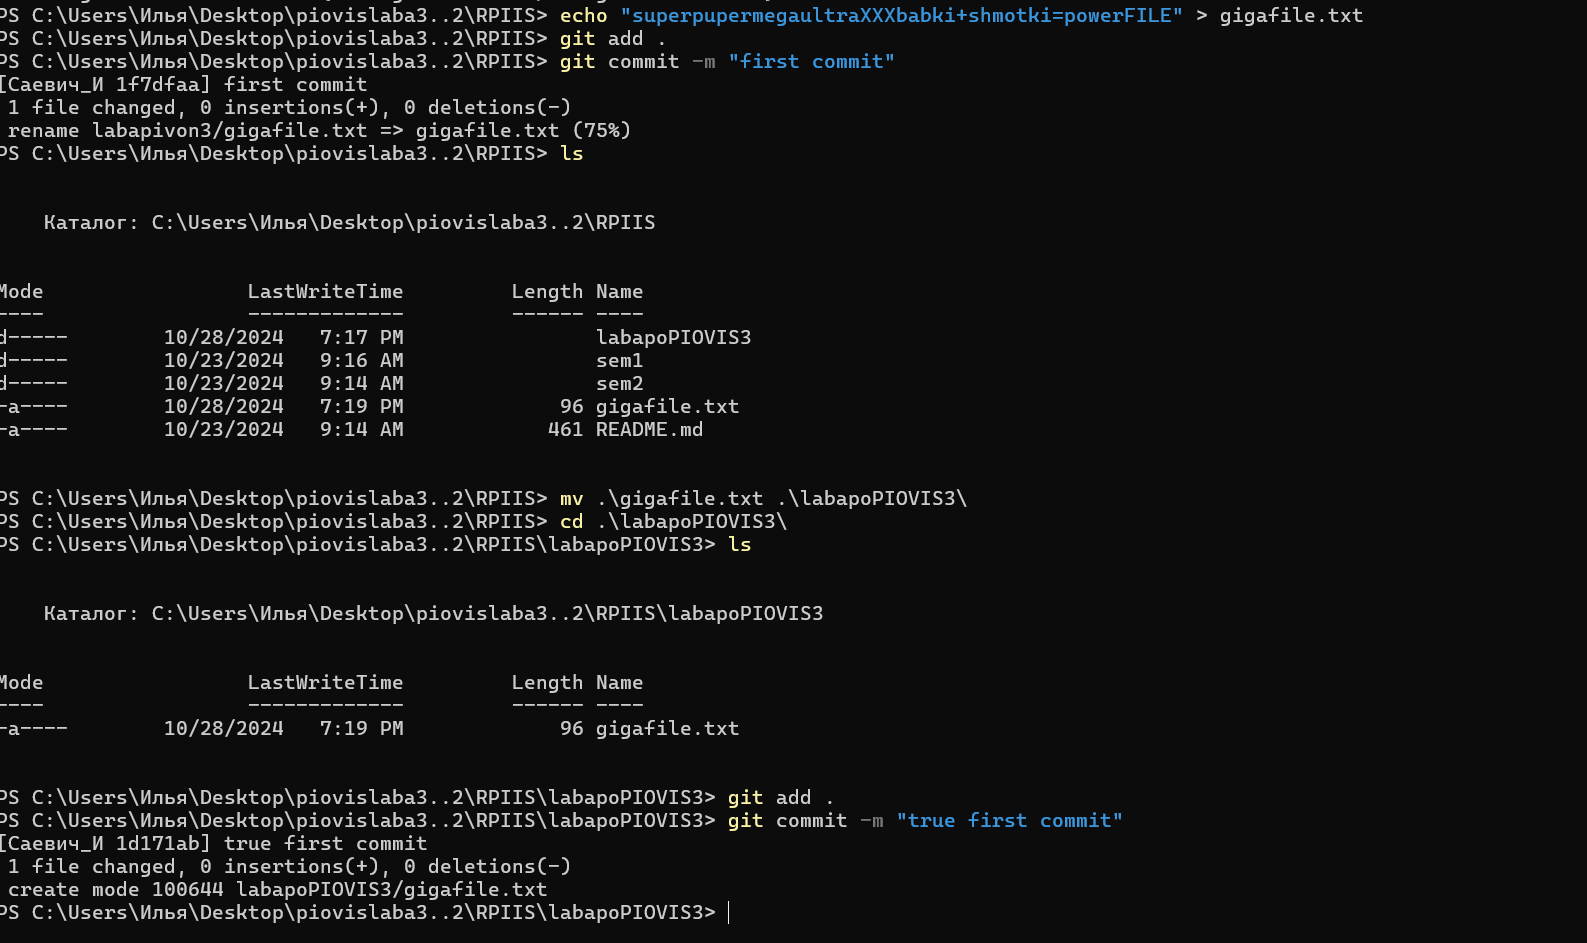 PS C:\Users\Илья\Desktop\piovislaba3..2\RPIIS> echo "superpupermegaultraXXXbabki+shmotki=powerFILE" > gigafile.txt
PS C:\Users\Илья\Desktop\piovislaba3..2\RPIIS> git add .
PS C:\Users\Илья\Desktop\piovislaba3..2\RPIIS> git commit -m "first commit"
[Саевич_И 1f7dfaa] first commit
 1 file changed, 0 insertions(+), 0 deletions(-)
 rename labapivon3/gigafile.txt => gigafile.txt (75%)
PS C:\Users\Илья\Desktop\piovislaba3..2\RPIIS> ls
    Каталог: C:\Users\Илья\Desktop\piovislaba3..2\RPIIS
Mode                 LastWriteTime         Length Name
----                 -------------         ------ ----
d-----        10/28/2024   7:17 PM                labapoPIOVIS3
d-----        10/23/2024   9:16 AM                sem1
d-----        10/23/2024   9:14 AM                sem2
-a----        10/28/2024   7:19 PM             96 gigafile.txt
-a----        10/23/2024   9:14 AM            461 README.md
PS C:\Users\Илья\Desktop\piovislaba3..2\RPIIS> mv .\gigafile.txt .\labapoPIOVIS3\
PS C:\Users\Илья\Desktop\piovislaba3..2\RPIIS> cd .\labapoPIOVIS3\
PS C:\Users\Илья\Desktop\piovislaba3..2\RPIIS\labapoPIOVIS3> ls
    Каталог: C:\Users\Илья\Desktop\piovislaba3..2\RPIIS\labapoPIOVIS3
Mode                 LastWriteTime         Length Name
----                 -------------         ------ ----
-a----        10/28/2024   7:19 PM             96 gigafile.txt
PS C:\Users\Илья\Desktop\piovislaba3..2\RPIIS\labapoPIOVIS3> git add .
PS C:\Users\Илья\Desktop\piovislaba3..2\RPIIS\labapoPIOVIS3> git commit -m "true first commit"
[Саевич_И 1d171ab] true first commit
 1 file changed, 0 insertions(+), 0 deletions(-)
 create mode 100644 labapoPIOVIS3/gigafile.txt
PS C:\Users\Илья\Desktop\piovislaba3..2\RPIIS\labapoPIOVIS3>